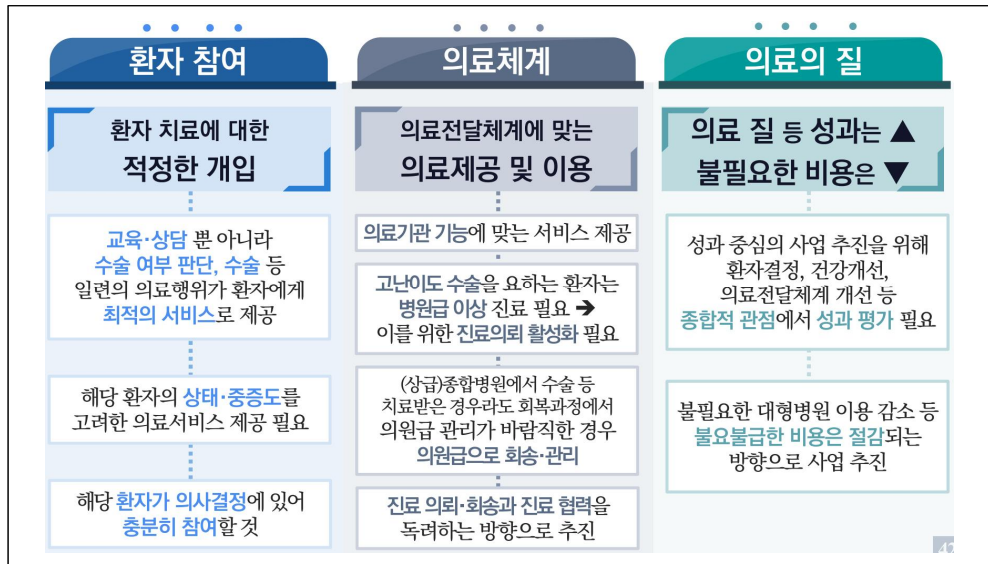 환자 참여
환자 치료에 대한
적정한 개입
교육·상담 뿐 아니라
수술 여부 판단, 수술 등
일련의 의료행위가 환자에게
최적의 서비스로 제공
해당 환자의 상태·중증도를
고려한 의료서비스 제공 필요
해당 환자가 의사결정에 있어
충분히 참여할 것
의료체계
의료전달체계에 맞는
의료제공 및 이용
의료기관 기능에 맞는 서비스 제공
고난이도 수술을 요하는 환자는
병원급 이상 진료 필요 ➔
이를 위한 진료의뢰 활성화 필요
(상급)종합병원에서 수술 등
치료받은 경우라도 회복과정에서
의원급 관리가 바람직한 경우
의원급으로 회송·관리
진료 의뢰·회송과 진료 협력을
독려하는 방향으로 추진
의료의 질
의료 질 등 성과는 ▲
불필요한 비용은 ▼
성과 중심의 사업 추진을 위해
환자결정, 건강개선,
의료전달체계 개선 등
종합적 관점에서 성과 평가 필요
불필요한 대형병원 이용 감소 등
불요불급한 비용은 절감되는
방향으로 사업 추진